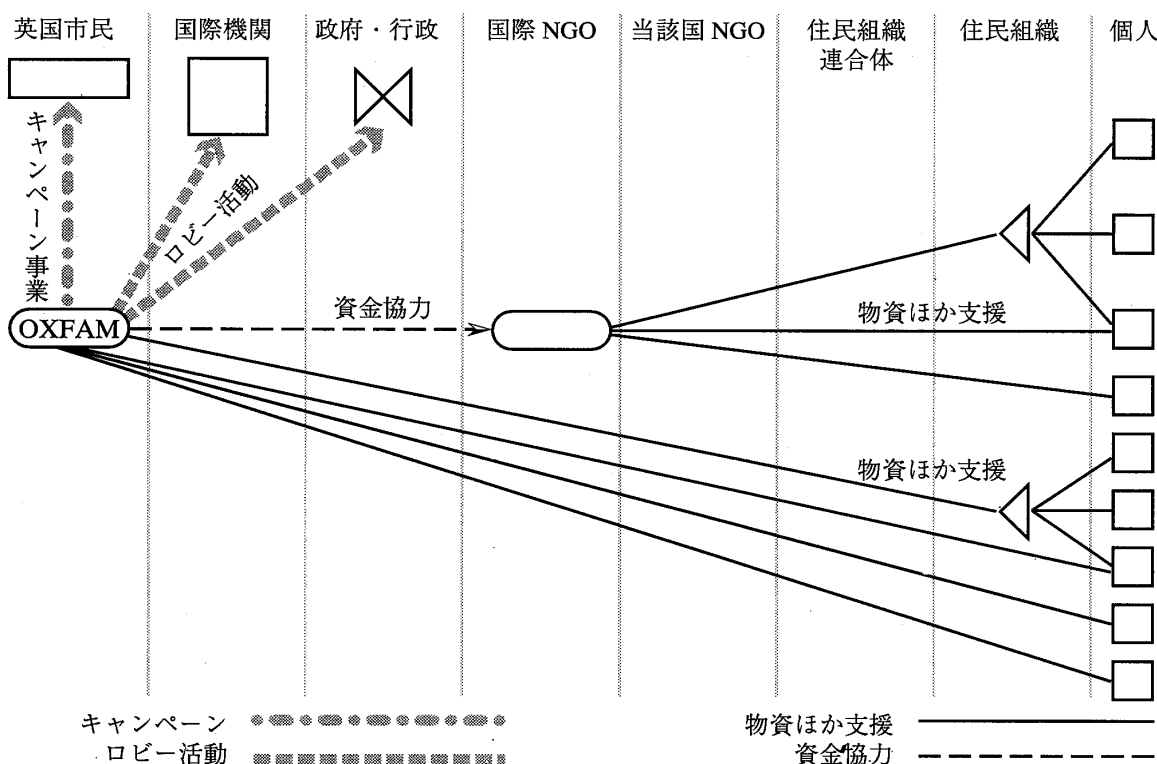 英国市民
国際機関
政府・行政
国際 NGO
当該国 NGO
住民組織
連合体
住民組織
個人
キャンペーン事業
ロビー活動
OXFAM
資金協力
物資ほか支援
物資ほか支援
キャンペーン
ロビー活動
物資ほか支援
資金協力